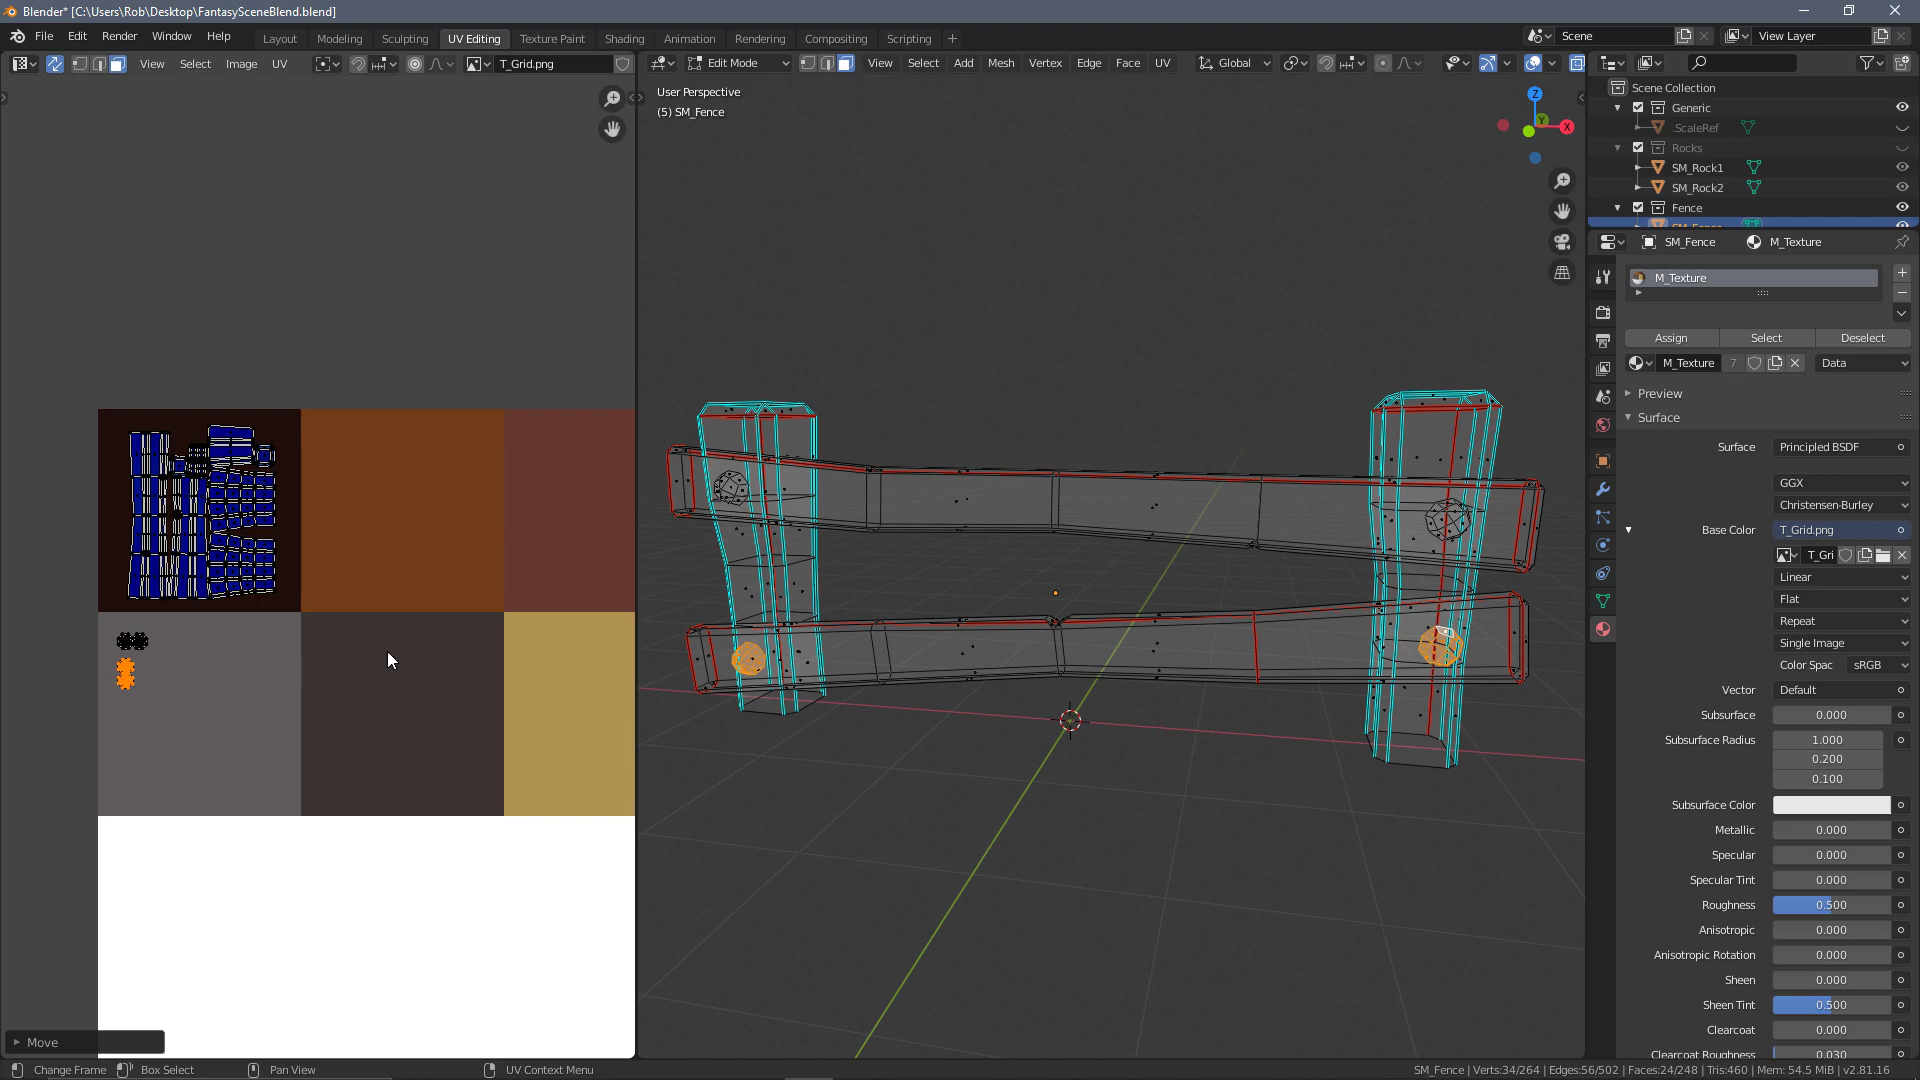 Blender* [C:\Users\Rob\Desktop\FantasySceneBlend.blend]
File Edit Render Window Help
Layout Modeling Sculpting UV Editing Texture Paint Shading Animation Rendering Compositing Scripting +
Scene View Layer
View Select Image UV T_Grid.png
Edit Mode View Select Add Mesh Vertex Edge Face UV Global
User Perspective
(5) SM_Fence
Z
Y
X
Scene Collection
Generic
.ScaleRef
Rocks
SM_Rock1
SM_Rock2
Fence
SM_Fence M_Texture
M_Texture
Assign Select Deselect
M_Texture 7 Data
Preview
Surface
Surface Principled BSDF
GGX
Christensen-Burley
Base Color T_Grid.png
T_Gri
Linear
Flat
Repeat
Single Image
Color Spac sRGB
Vector Default
Subsurface 0.000
Subsurface Radius 1.000
0.200
0.100
Subsurface Color
Metallic 0.000
Specular 0.000
Specular Tint 0.000
Roughness 0.500
Anisotropic 0.000
Anisotropic Rotation 0.000
Sheen 0.000
Sheen Tint 0.500
Clearcoat 0.000
Clearcoat Roughness 0.030
Move
Change Frame Box Select Pan View UV Context Menu
SM_Fence | Verts:34/264 | Edges:56/502 | Faces:24/248 | Tris:460 | Mem: 54.5 MiB | v2.81.16